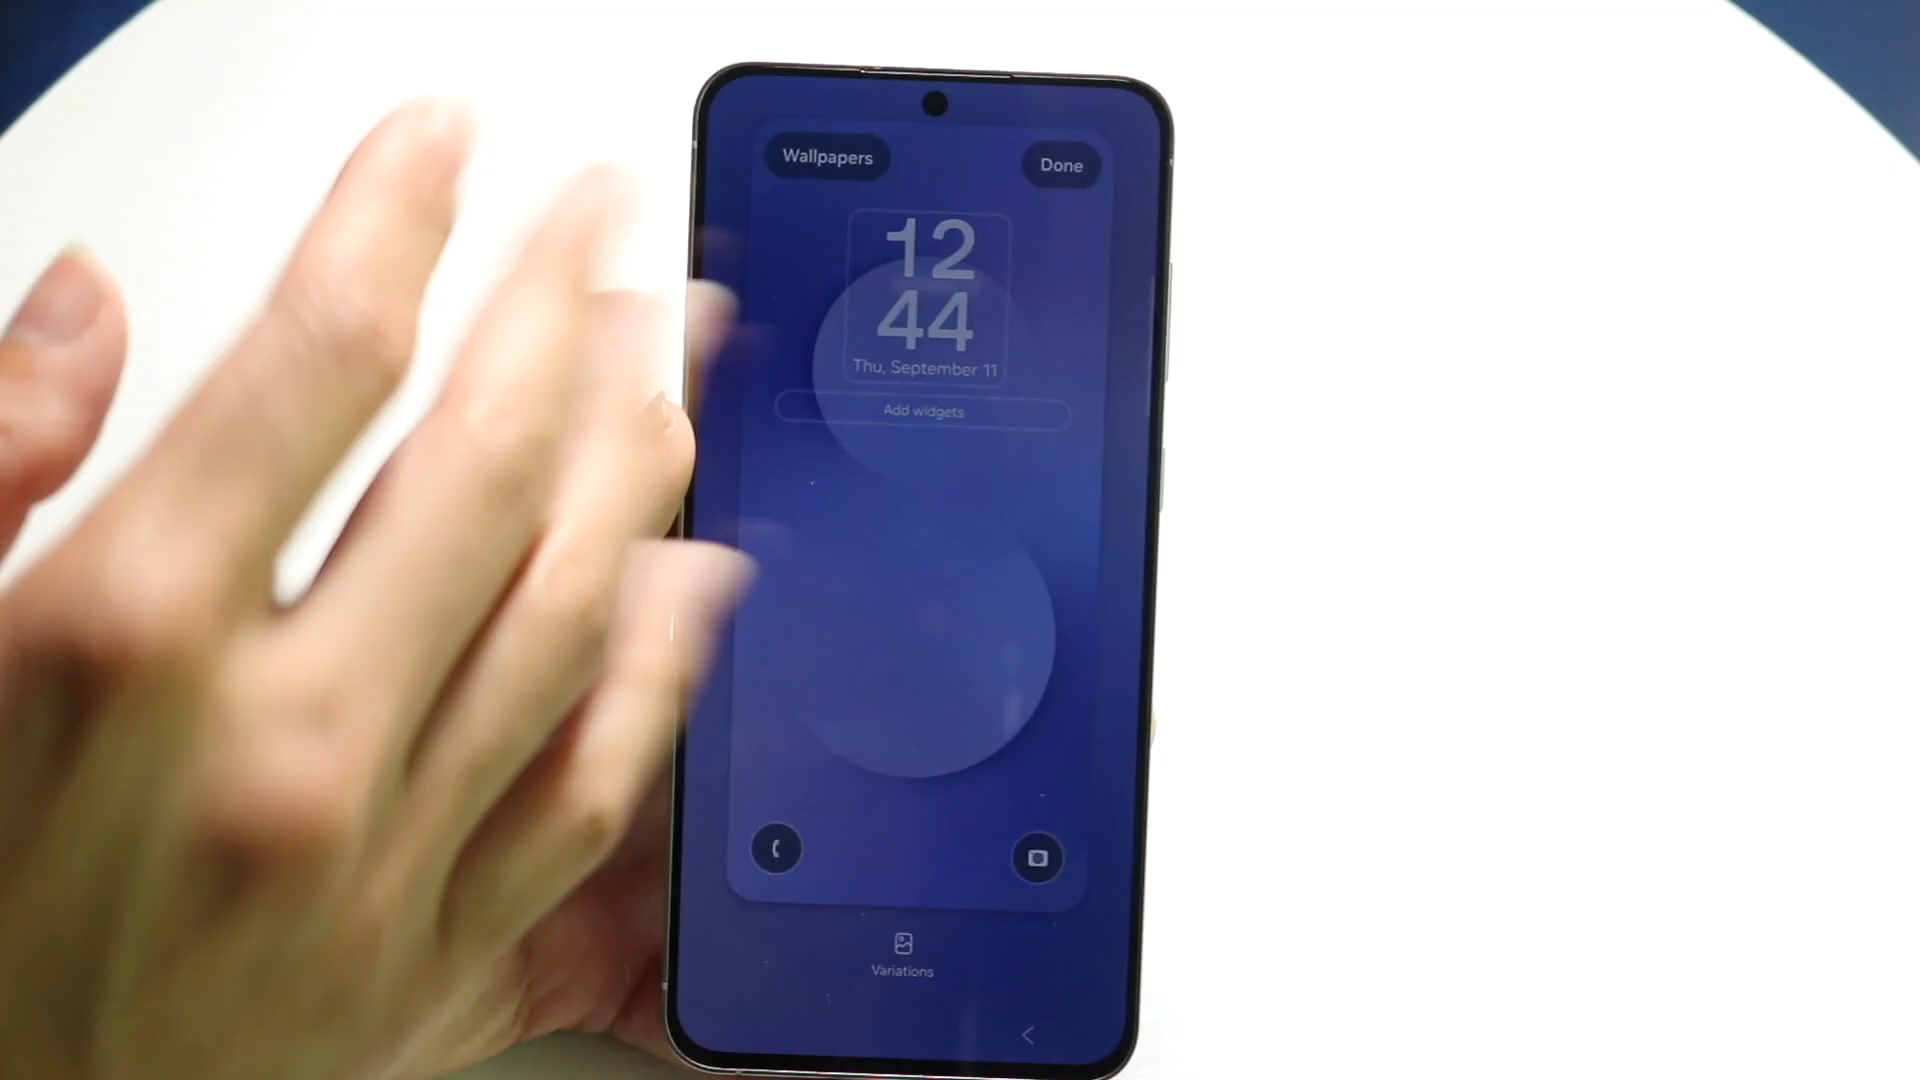 Wallpapers
Done
12
44
Thu, September 11
Add widgets
Variations